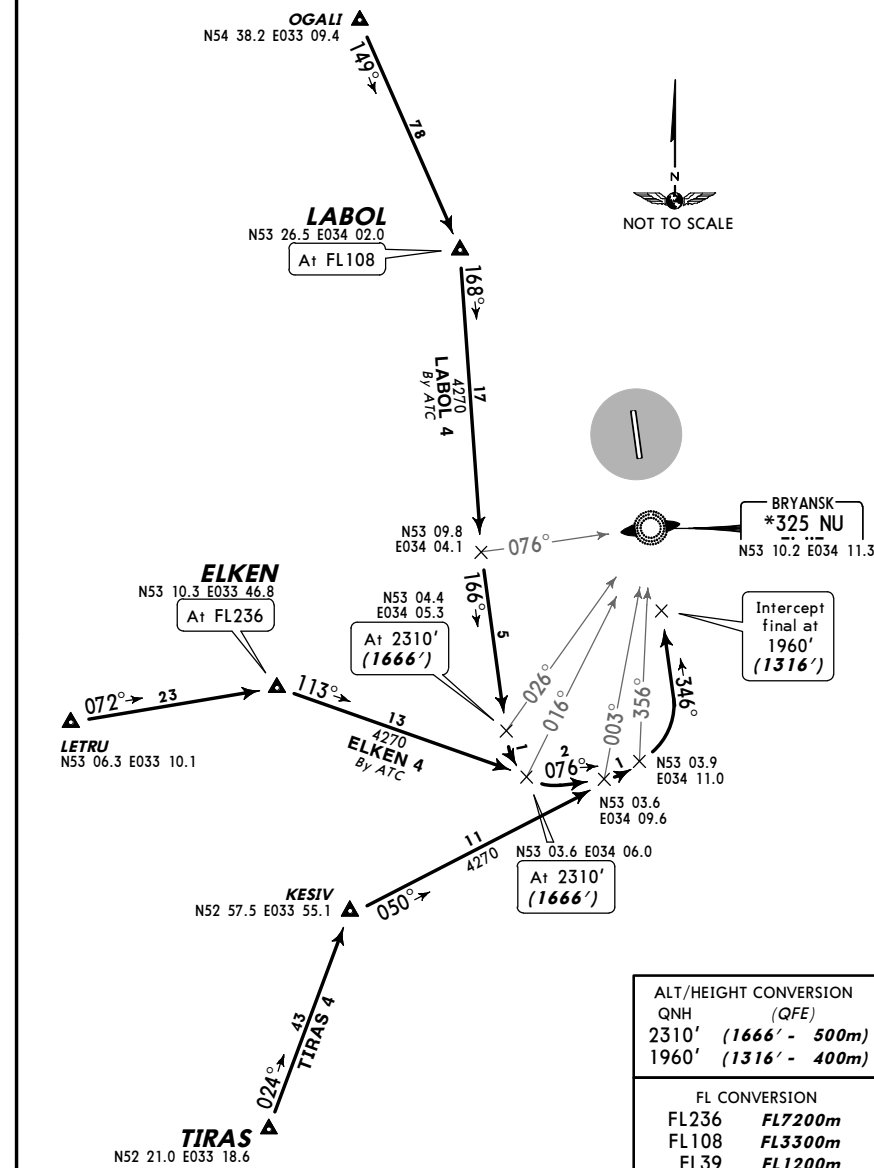 OGALI
N54 38.2 E033 09.4
149°
78
N
NOT TO SCALE
LABOL
N53 26.5 E034 02.0
At FL108
168°
17
4270
LABOL 4
By ATC
BRYANSK
*325 NU
N53 10.2 E034 11.3
N53 09.8
E034 04.1
076°
166°
5
ELKEN
N53 10.3 E033 46.8
At FL236
N53 04.4
E034 05.3
At 2310'
(1666')
Intercept
final at
1960'
(1316')
026°
016°
003°
356°
346°
072°
23
LETRU
N53 06.3 E033 10.1
113°
13
4270
ELKEN 4
By ATC
1
2
076°
1
N53 03.9
E034 11.0
N53 03.6
E034 09.6
N53 03.6 E034 06.0
At 2310'
(1666')
11
4270
KESIV
N52 57.5 E033 55.1
050°
43
TIRAS 4
024°
TIRAS
N52 21.0 E033 18.6
ALT/HEIGHT CONVERSION
QNH (QFE)
2310' (1666' - 500m)
1960' (1316' - 400m)
FL CONVERSION
FL236 FL7200m
FL108 FL3300m
FL39 FL1200m